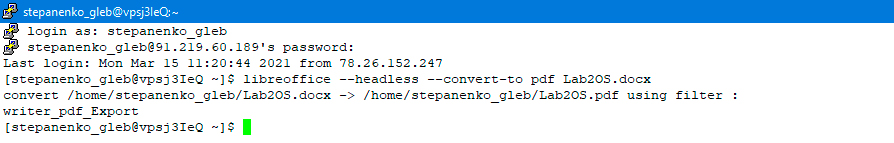 stepanenko_gleb@vpsj3IeQ:~
login as: stepanenko_gleb
stepanenko_gleb@91.219.60.189's password:
Last login: Mon Mar 15 11:20:44 2021 from 78.26.152.247
[stepanenko_gleb@vpsj3IeQ ~]$ libreoffice --headless --convert-to pdf Lab2OS.docx
convert /home/stepanenko_gleb/Lab2OS.docx -> /home/stepanenko_gleb/Lab2OS.pdf using filter :
writer_pdf_Export
[stepanenko_gleb@vpsj3IeQ ~]$